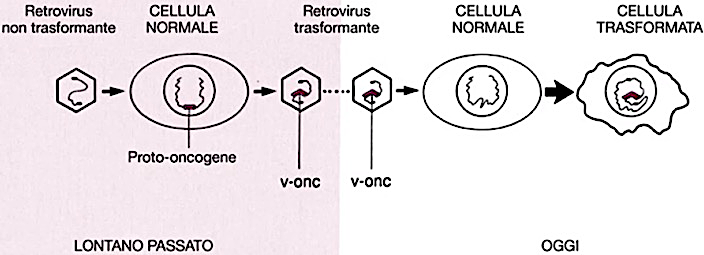 Retrovirus
non trasformante
CELLULA
NORMALE
Retrovirus
trasformante
CELLULA
NORMALE
CELLULA
TRASFORMATA
Proto-oncogene
v-onc
v-onc
LONTANO PASSATO
OGGI